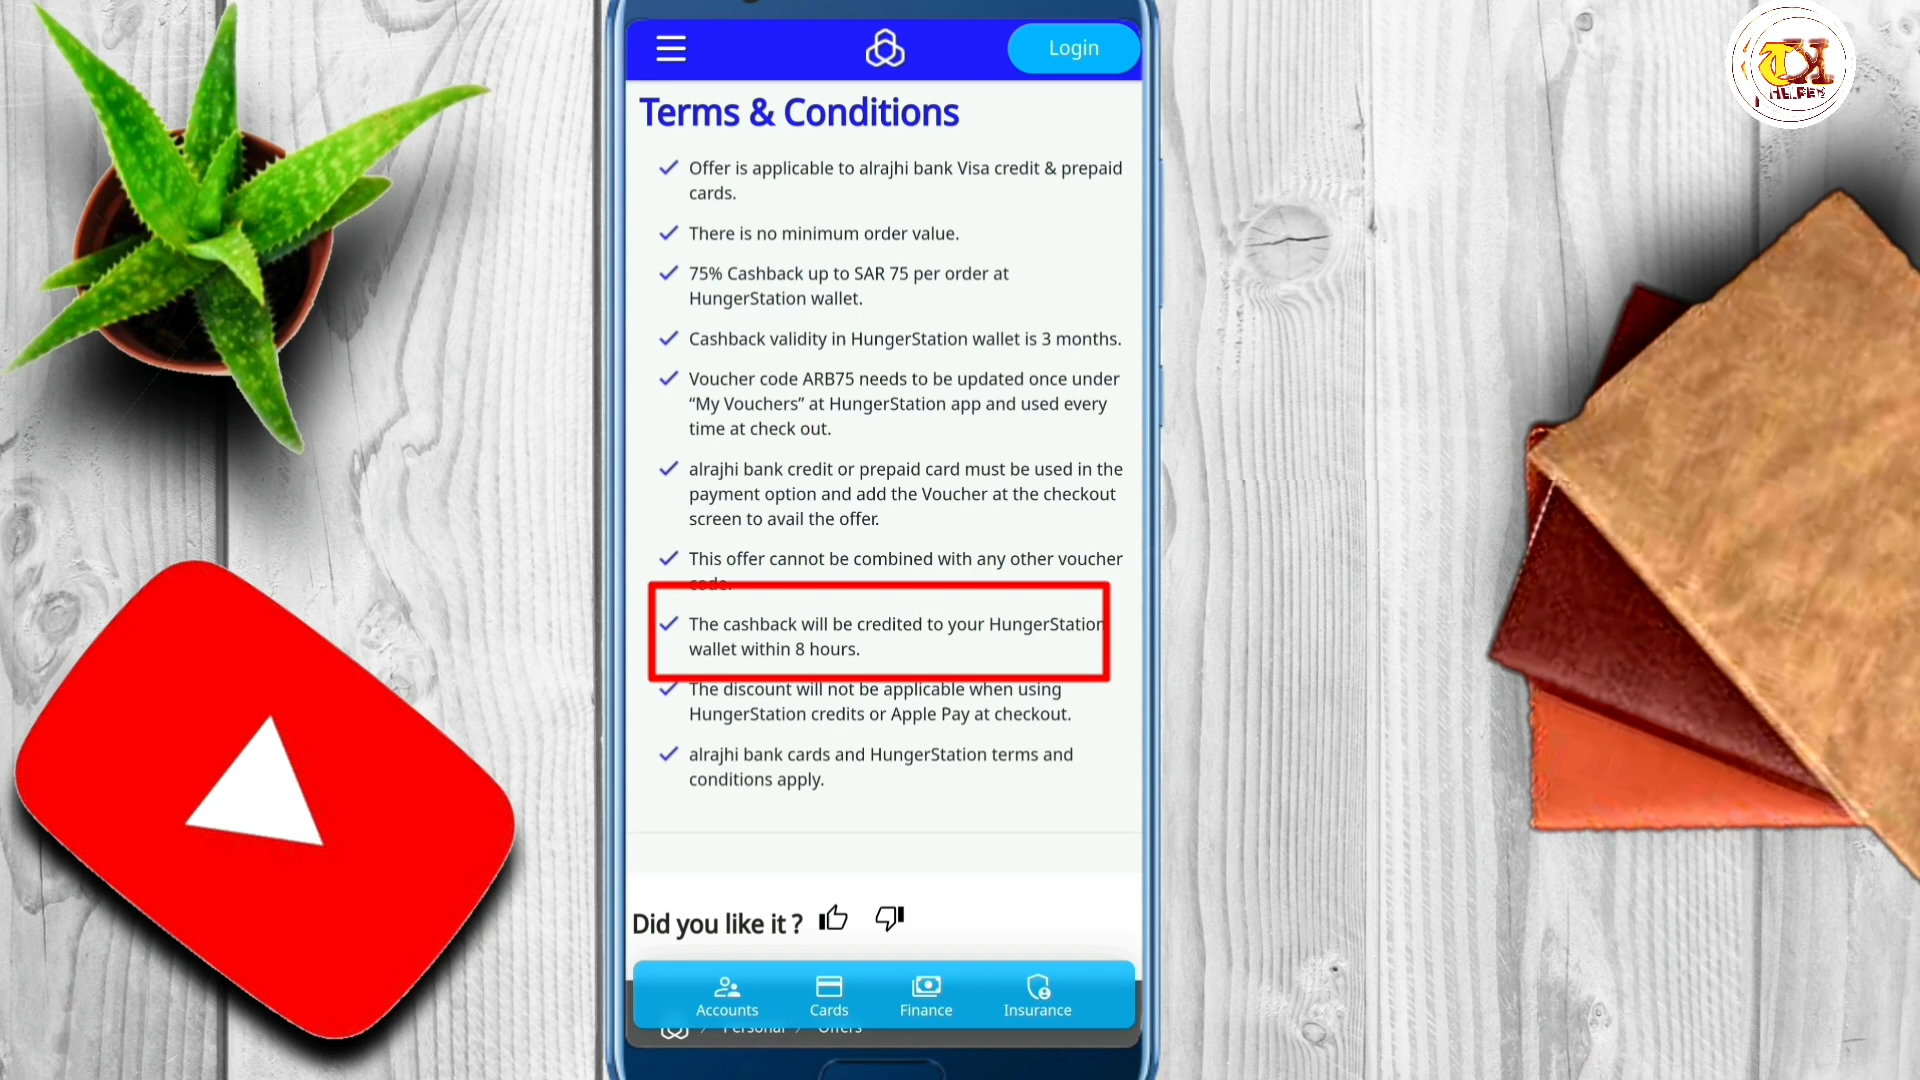 Login
Terms & Conditions
Offer is applicable to alrajhi bank Visa credit & prepaid
cards.
There is no minimum order value.
75% Cashback up to SAR 75 per order at
HungerStation wallet.
Cashback validity in HungerStation wallet is 3 months.
Voucher code ARB75 needs to be updated once under
“My Vouchers” at HungerStation app and used every
time at check out.
alrajhi bank credit or prepaid card must be used in the
payment option and add the Voucher at the checkout
screen to avail the offer.
This offer cannot be combined with any other voucher
code.
The cashback will be credited to your HungerStation
wallet within 8 hours.
The discount will not be applicable when using
HungerStation credits or Apple Pay at checkout.
alrajhi bank cards and HungerStation terms and
conditions apply.
Did you like it ?
Accounts Cards Finance Insurance
Personal / Offers